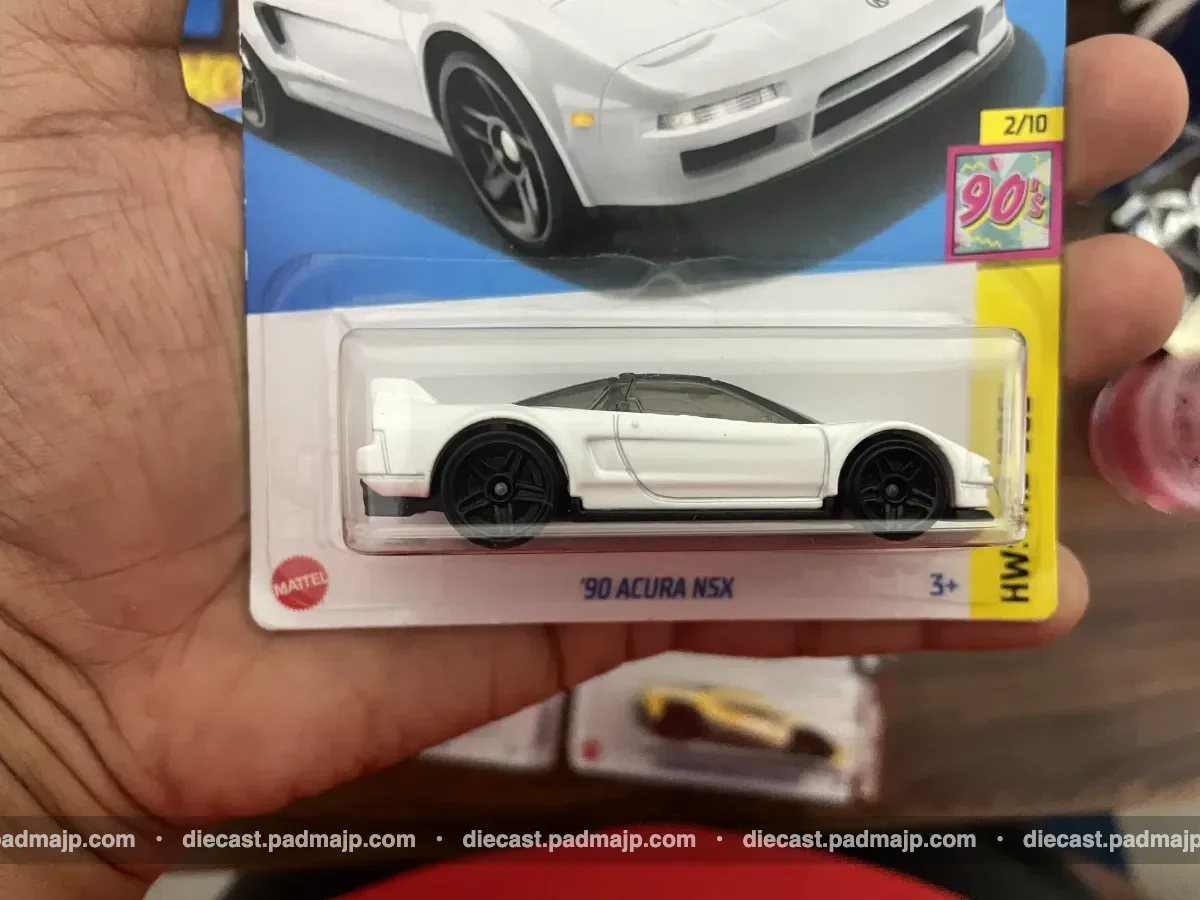 2/10
90's
MATTEL
'90 ACURA NSX
3+
HW:
admajp.com • diecast.padmajp.com • diecast.padmajp.com • diecast.padmajp.com • diecast.padmajp